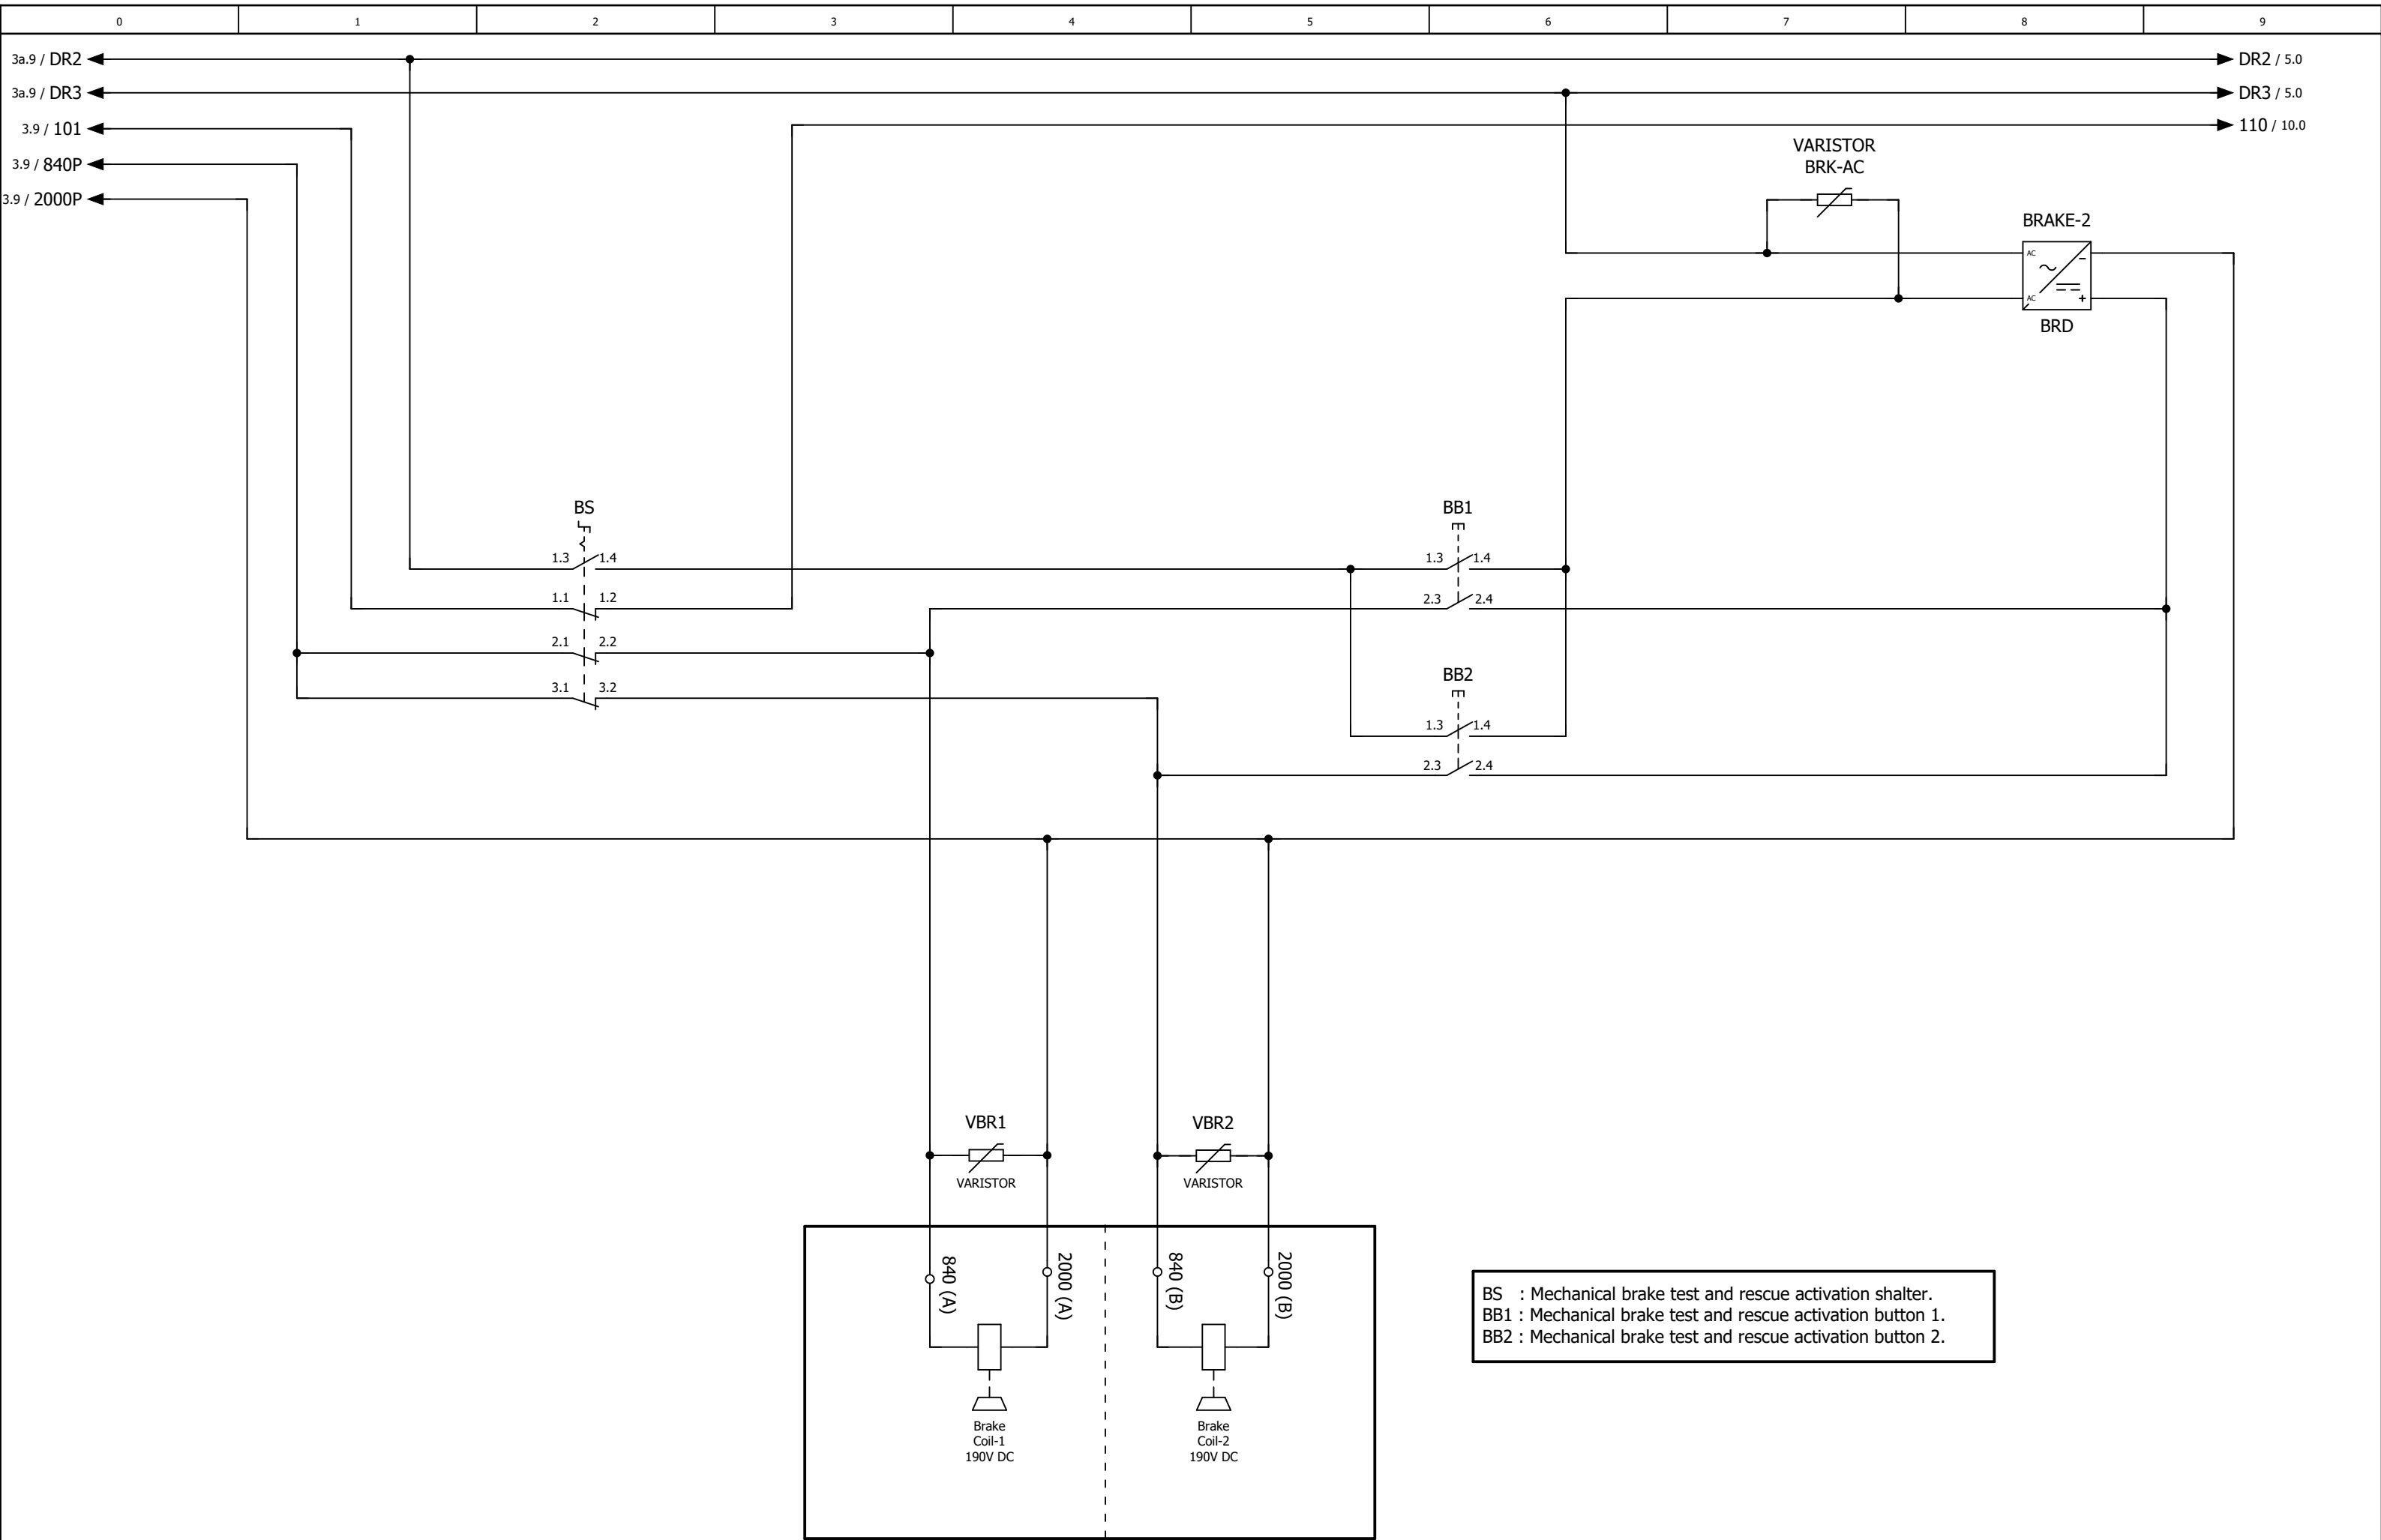 0 1 2 3 4 5 6 7 8 9
3a.9 / DR2
DR2 / 5.0
3a.9 / DR3
DR3 / 5.0
3.9 / 101
110 / 10.0
3.9 / 840P
3.9 / 2000P
VARISTOR
BRK-AC
BRAKE-2
AC
-
AC
+
BRD
BS
1.3 1.4
1.1 1.2
2.1 2.2
3.1 3.2
BB1
1.3 1.4
2.3 2.4
BB2
1.3 1.4
2.3 2.4
VBR1
VARISTOR
VBR2
VARISTOR
840 (A)
2000 (A)
840 (B)
2000 (B)
Brake
Coil-1
190V DC
Brake
Coil-2
190V DC
BS : Mechanical brake test and rescue activation shalter.
BB1 : Mechanical brake test and rescue activation button 1.
BB2 : Mechanical brake test and rescue activation button 2.